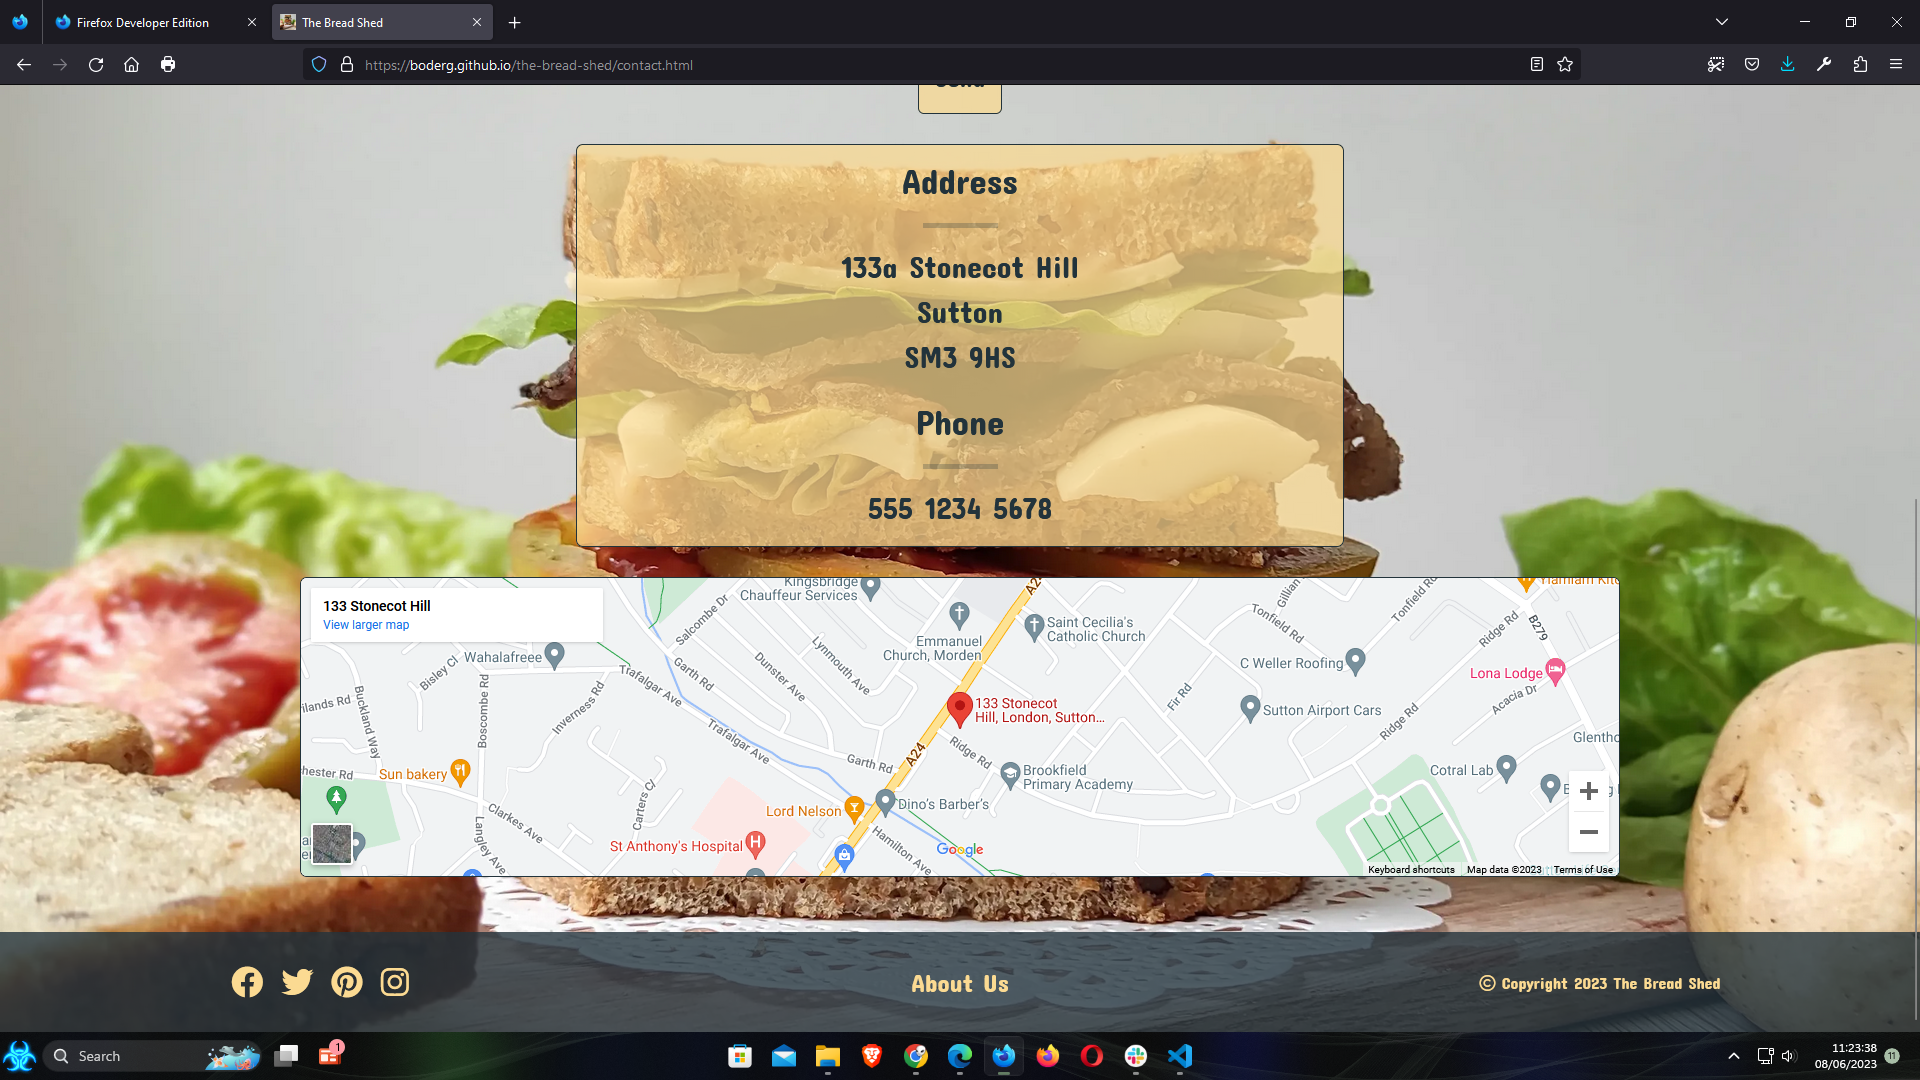 Firefox Developer Edition
The Bread Shed
https://boderg.github.io/the-bread-shed/contact.html
Address
133a Stonecot Hill
Sutton
SM3 9HS
Phone
555 1234 5678
133 Stonecot Hill
View larger map
Kingsbridge
Chauffeur Services
Emmanuel
Church, Morden
Saint Cecilia's
Catholic Church
A24
Salcombe Dr
Lynmouth Ave
Dunster Ave
Garth Rd
Trafalgar Ave
Wahalafreee
Bisley Cl
Buckland Way
Boscombe Rd
Inverness Rd
Trafalgar Ave
Garth Rd
133 Stonecot
Hill, London, Sutton...
A24
Ridge Rd
Fir Rd
Tonfield Rd
Tonfield Rd
Ridge Rd
B279
C Weller Roofing
Lona Lodge
Acacia Dr
Sutton Airport Cars
Ridge Rd
Cotral Lab
Sun bakery
Clarkes Ave
Langley Ave
Carters Cl
Lord Nelson
Dino's Barber's
Brookfield
Primary Academy
St Anthony's Hospital
Hamilton Ave
Google
Keyboard shortcuts
Map data ©2023
Terms of Use
About Us
© Copyright 2023 The Bread Shed
Search
1
11:23:38
08/06/2023
11